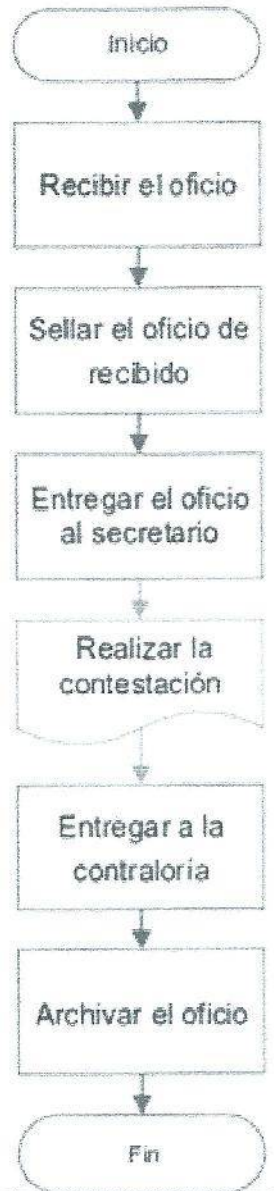 Inicio
Recibir el oficio
Sellar el oficio de
recibido
Entregar el oficio
al secretario
Realizar la
contestación
Entregar a la
contraloria
Archivar el oficio
Fin